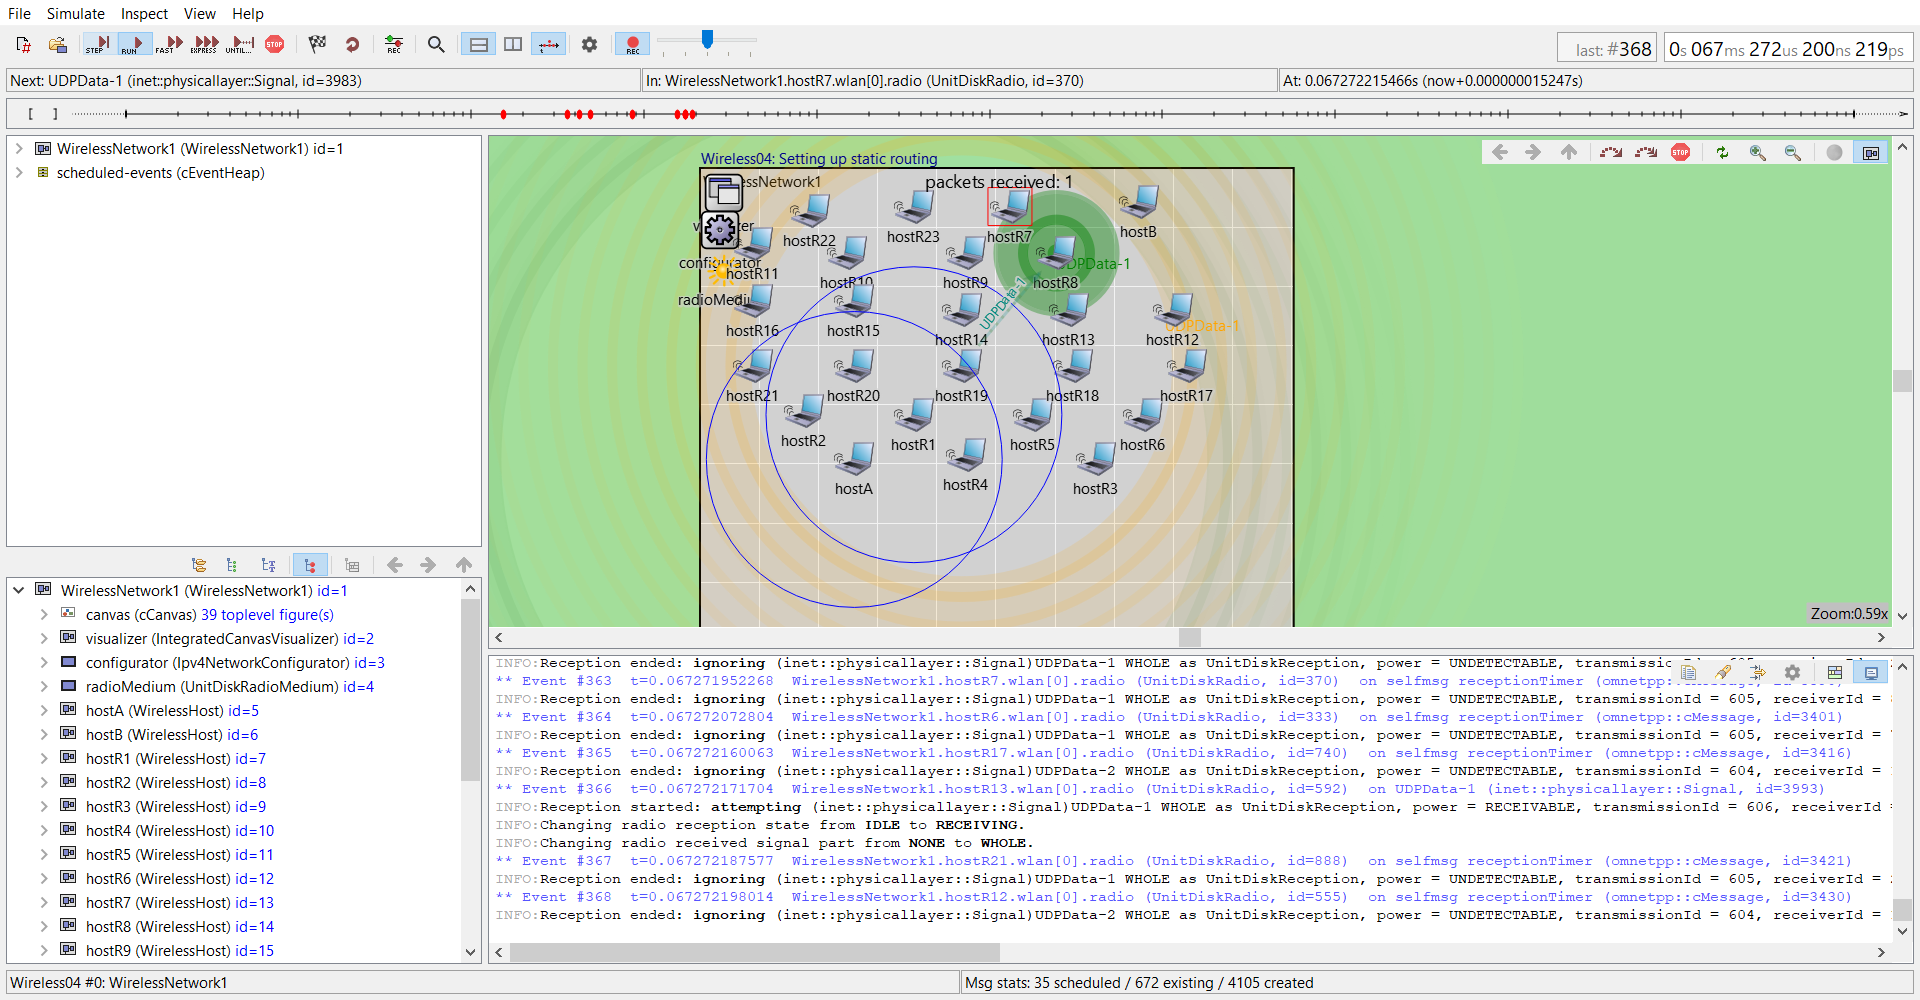 File Simulate Inspect View Help
STEP RUN FAST EXPRESS UNTIL... STOP REC REC
last: #368 0s 067ms 272us 200ns 219ps
Next: UDPData-1 (inet::physicallayer::Signal, id=3983) In: WirelessNetwork1.hostR7.wlan[0].radio (UnitDiskRadio, id=370) At: 0.067272215466s (now+0.000000015247s)
[ ]
WirelessNetwork1 (WirelessNetwork1) id=1
scheduled-events (cEventHeap)
WirelessNetwork1 (WirelessNetwork1) id=1
canvas (cCanvas) 39 toplevel figure(s)
visualizer (IntegratedCanvasVisualizer) id=2
configurator (Ipv4NetworkConfigurator) id=3
radioMedium (UnitDiskRadioMedium) id=4
hostA (WirelessHost) id=5
hostB (WirelessHost) id=6
hostR1 (WirelessHost) id=7
hostR2 (WirelessHost) id=8
hostR3 (WirelessHost) id=9
hostR4 (WirelessHost) id=10
hostR5 (WirelessHost) id=11
hostR6 (WirelessHost) id=12
hostR7 (WirelessHost) id=13
hostR8 (WirelessHost) id=14
hostR9 (WirelessHost) id=15
STOP
Wireless04: Setting up static routing
packets received: 1
hostR22
hostR23
hostR7
hostB
configurator
hostR11
hostR10
hostR9
hostR8
UDPData-1
UDPData-1
hostR16
hostR15
hostR14
hostR13
hostR12
UDPData-1
hostR21
hostR20
hostR19
hostR18
hostR17
hostR2
hostR1
hostR5
hostR6
hostA
hostR4
hostR3
Zoom:0.59x
INFO:Reception ended: ignoring (inet::physicallayer::Signal)UDPData-1 WHOLE as UnitDiskReception, power = UNDETECTABLE,
** Event #363 t=0.067271952268 WirelessNetwork1.hostR7.wlan[0].radio (UnitDiskRadio, id=370) on selfmsg receptionTimer
INFO:Reception ended: ignoring (inet::physicallayer::Signal)UDPData-1 WHOLE as UnitDiskReception, power = UNDETECTABLE, transmissionId = 605, receiverId =
** Event #364 t=0.067272072804 WirelessNetwork1.hostR6.wlan[0].radio (UnitDiskRadio, id=333) on selfmsg receptionTimer (omnetpp::cMessage, id=3401)
INFO:Reception ended: ignoring (inet::physicallayer::Signal)UDPData-1 WHOLE as UnitDiskReception, power = UNDETECTABLE, transmissionId = 605, receiverId =
** Event #365 t=0.067272160063 WirelessNetwork1.hostR17.wlan[0].radio (UnitDiskRadio, id=740) on selfmsg receptionTimer (omnetpp::cMessage, id=3416)
INFO:Reception ended: ignoring (inet::physicallayer::Signal)UDPData-2 WHOLE as UnitDiskReception, power = UNDETECTABLE, transmissionId = 604, receiverId =
** Event #366 t=0.067272171704 WirelessNetwork1.hostR13.wlan[0].radio (UnitDiskRadio, id=592) on UDPData-1 (inet::physicallayer::Signal, id=3993)
INFO:Reception started: attempting (inet::physicallayer::Signal)UDPData-1 WHOLE as UnitDiskReception, power = RECEIVABLE, transmissionId = 606, receiverId =
INFO:Changing radio reception state from IDLE to RECEIVING.
INFO:Changing radio received signal part from NONE to WHOLE.
** Event #367 t=0.067272187577 WirelessNetwork1.hostR21.wlan[0].radio (UnitDiskRadio, id=888) on selfmsg receptionTimer (omnetpp::cMessage, id=3421)
INFO:Reception ended: ignoring (inet::physicallayer::Signal)UDPData-1 WHOLE as UnitDiskReception, power = UNDETECTABLE, transmissionId = 605, receiverId =
** Event #368 t=0.067272198014 WirelessNetwork1.hostR12.wlan[0].radio (UnitDiskRadio, id=555) on selfmsg receptionTimer (omnetpp::cMessage, id=3430)
INFO:Reception ended: ignoring (inet::physicallayer::Signal)UDPData-2 WHOLE as UnitDiskReception, power = UNDETECTABLE, transmissionId = 604, receiverId =
Wireless04 #0: WirelessNetwork1 Msg stats: 35 scheduled / 672 existing / 4105 created